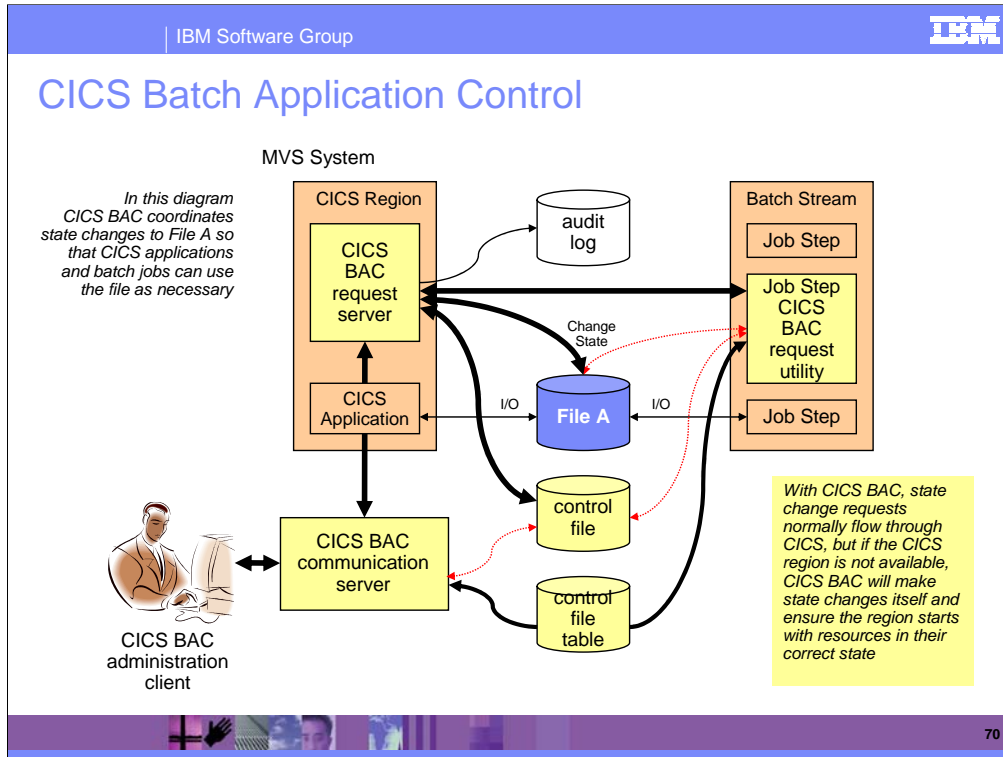 IBM Software Group
IBM
CICS Batch Application Control
MVS System
In this diagram
CICS BAC coordinates
state changes to File A so
that CICS applications
and batch jobs can use
the file as necessary
CICS Region
CICS
BAC
request
server
CICS
Application
audit
log
Change
State
I/O
File A
I/O
Batch Stream
Job Step
Job Step
CICS
BAC
request
utility
Job Step
control
file
control
file
table
CICS BAC
communication
server
CICS BAC
administration
client
With CICS BAC, state
change requests
normally flow through
CICS, but if the CICS
region is not available,
CICS BAC will make
state changes itself and
ensure the region starts
with resources in their
correct state
70